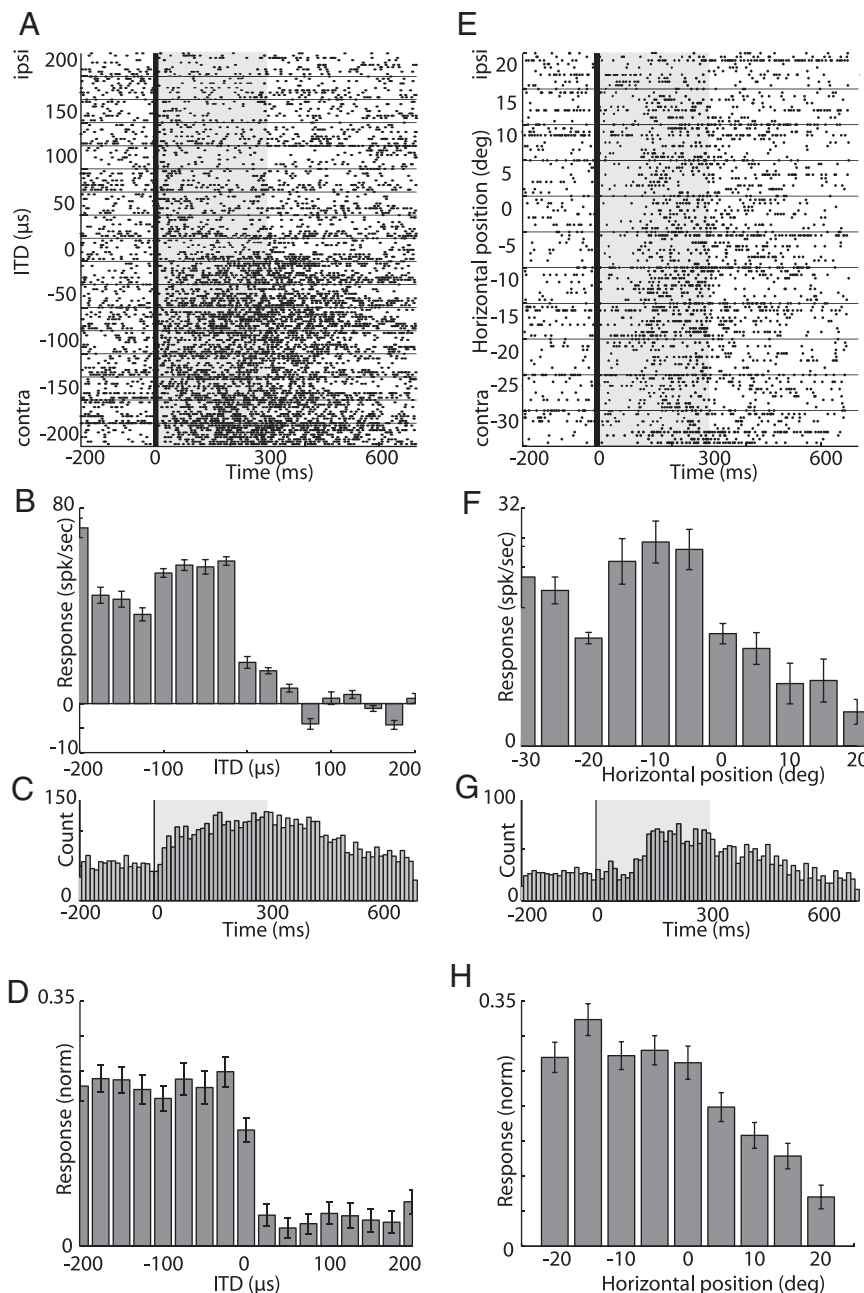 A
ipsi
200
150
100
50
0
-50
-100
-150
-200
contra
ITD (µs)
-200 0 300 600
Time (ms)
E
ipsi
20
15
10
5
0
-5
-10
-15
-20
-25
-30
contra
Horizontal position (deg)
-200 0 300 600
Time (ms)
B
80
0
-10
Response (spk/sec)
-200 -100 100 200
ITD (µs)
F
32
0
Response (spk/sec)
-30 -20 -10 0 10 20
Horizontal position (deg)
C
150
0
Count
-200 0 300 600
Time (ms)
G
100
0
Count
-200 0 300 600
Time (ms)
D
0.35
0
Response (norm)
-200 -100 0 100 200
ITD (µs)
H
0.35
0
Response (norm)
-20 -10 0 10 20
Horizontal position (deg)